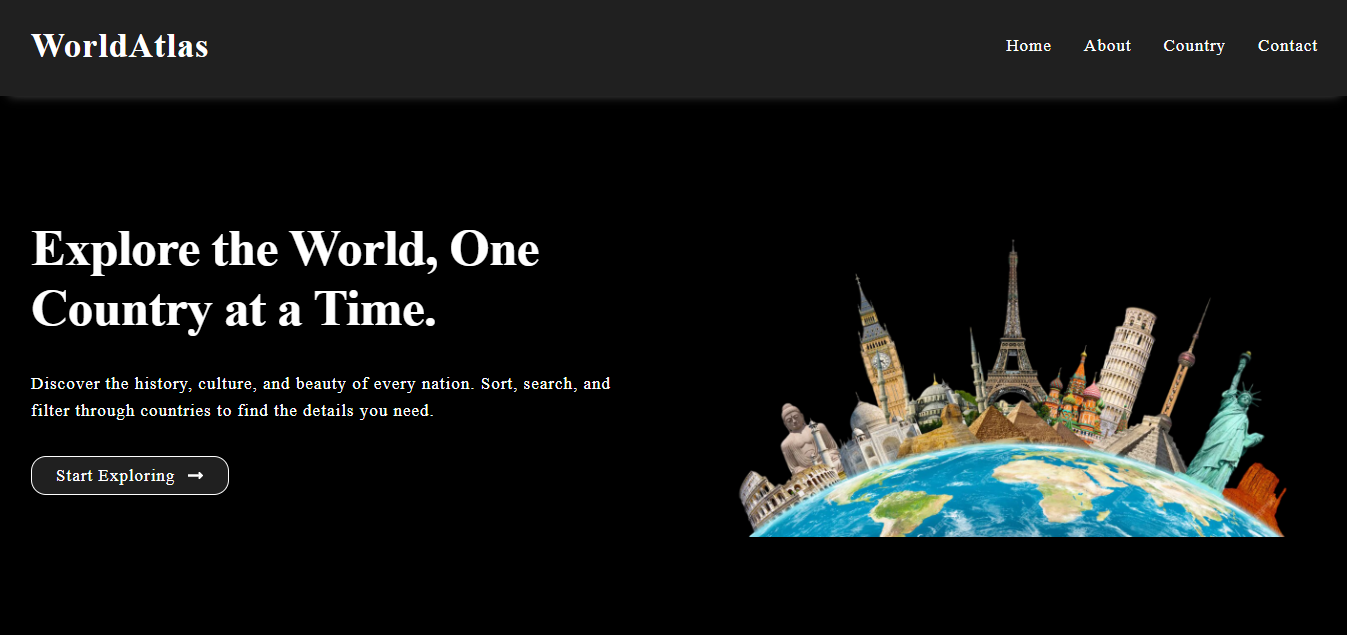 WorldAtlas
Home About Country Contact
Explore the World, One
Country at a Time.
Discover the history, culture, and beauty of every nation. Sort, search, and
filter through countries to find the details you need.
Start Exploring →